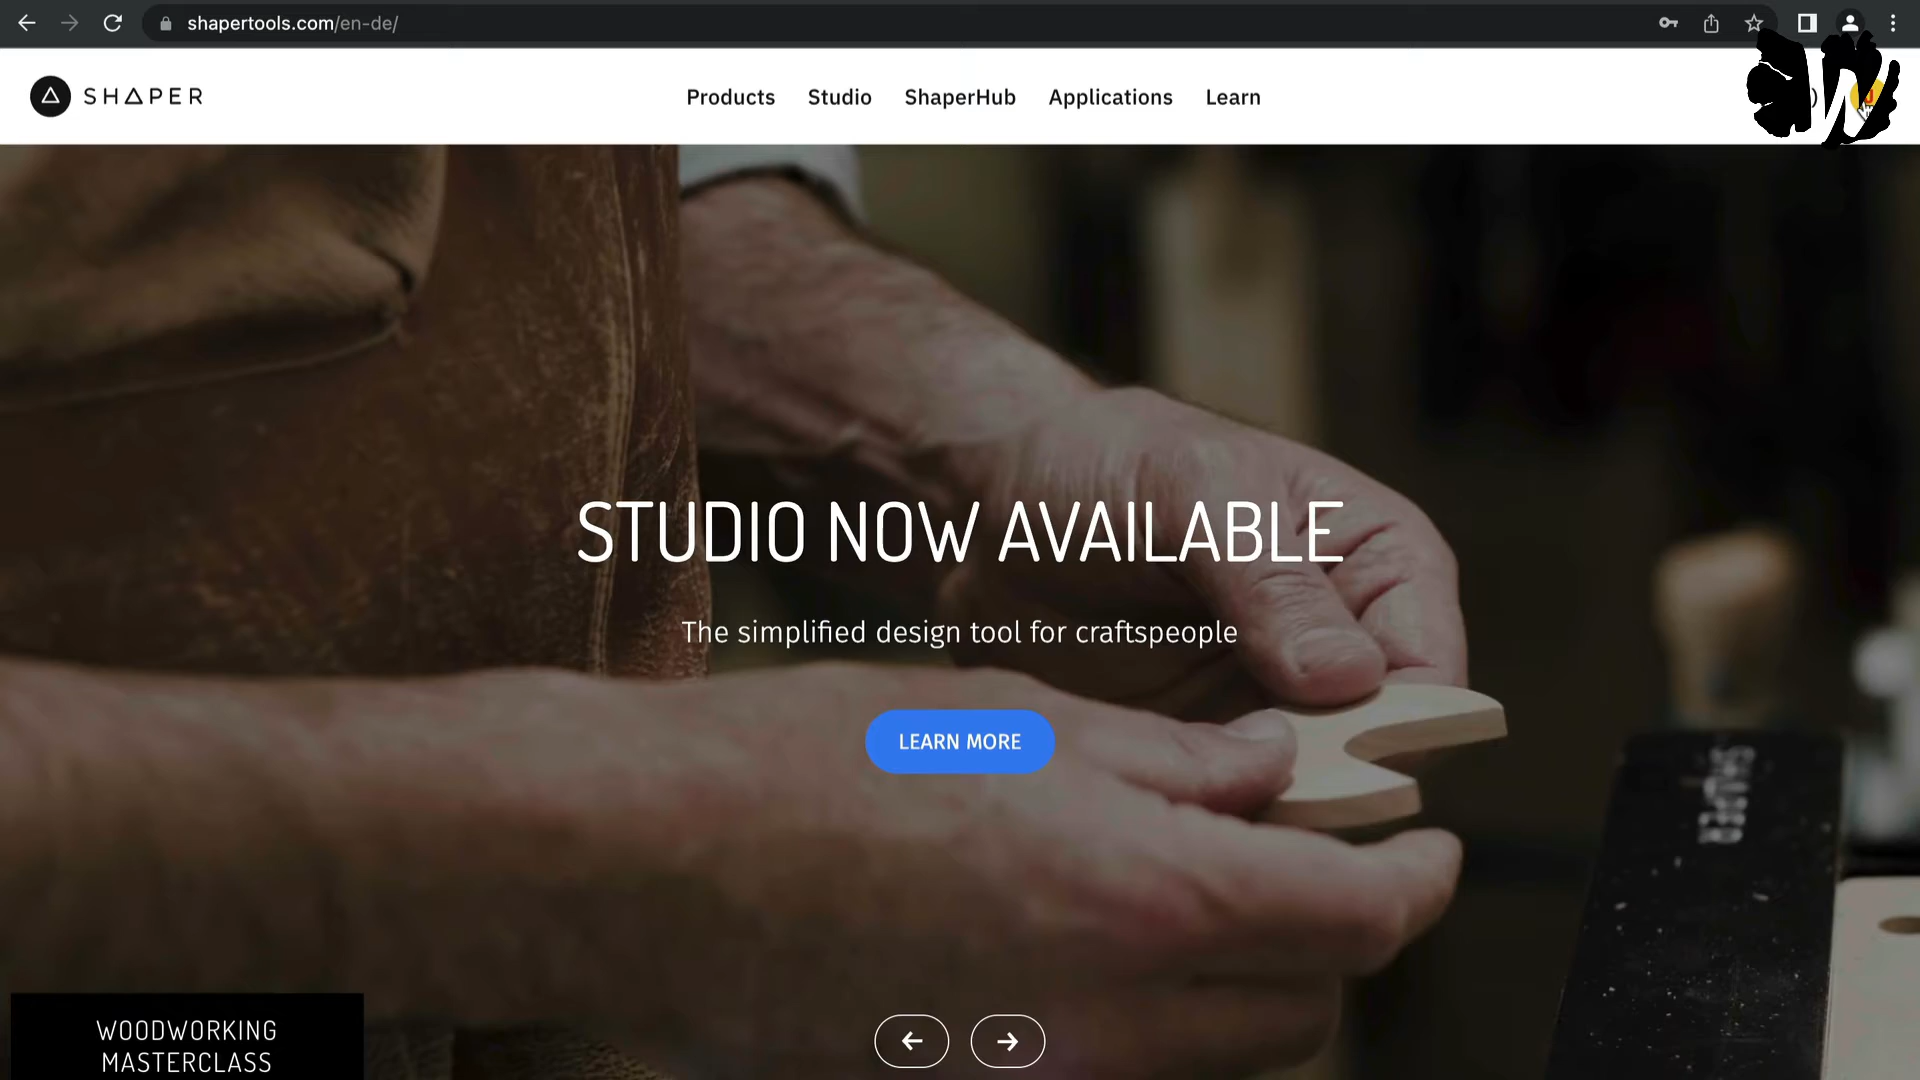 shapertools.com/en-de/
SHAPER
Products Studio ShaperHub Applications Learn
STUDIO NOW AVAILABLE
The simplified design tool for craftspeople
LEARN MORE
SHAPER
WOODWORKING
MASTERCLASS
W